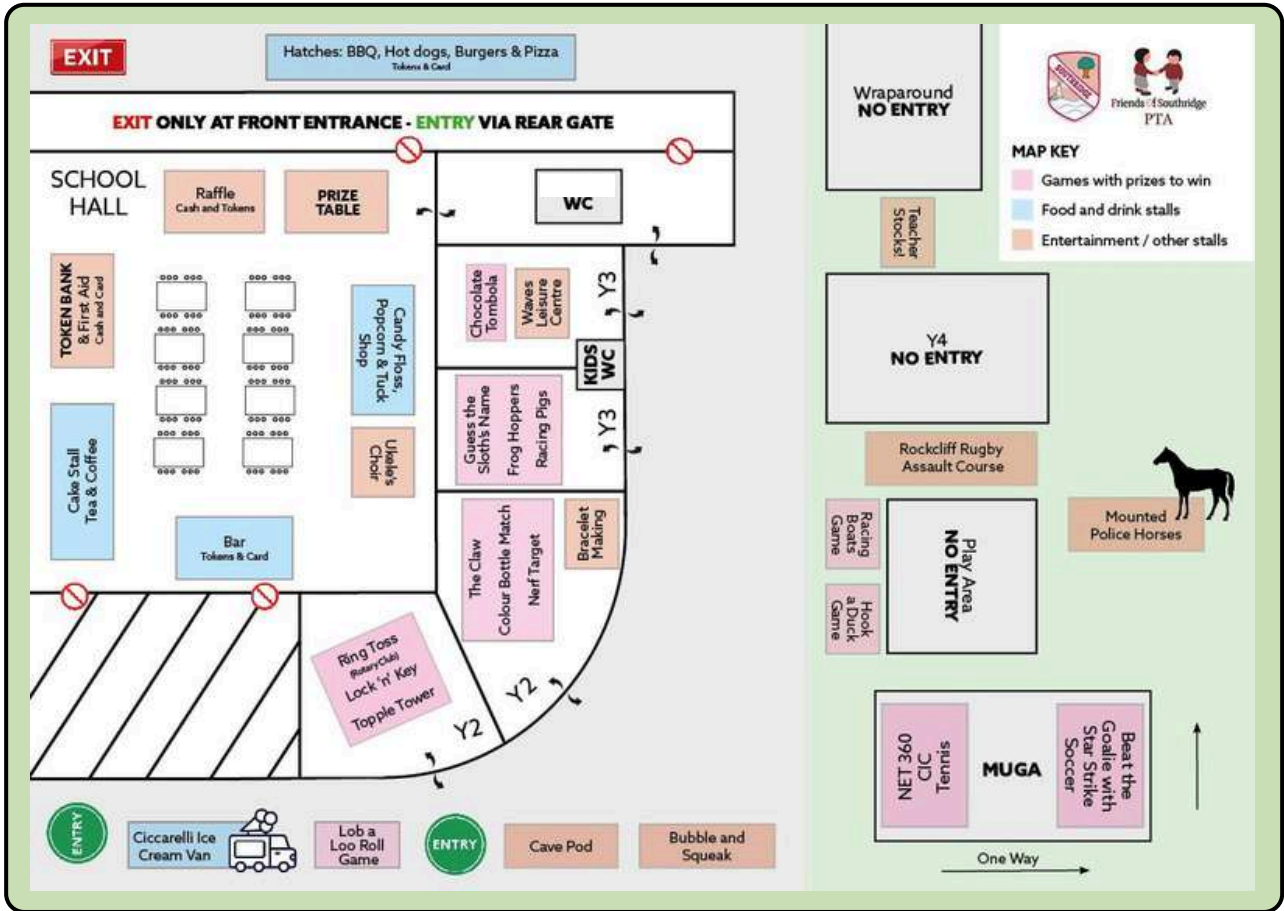 EXIT
Hatches: BBQ, Hot dogs, Burgers & Pizza
Tokens & Card
EXIT ONLY AT FRONT ENTRANCE - ENTRY VIA REAR GATE
SCHOOL
HALL
Raffle
Cash and Tokens
PRIZE
TABLE
WC
TOKEN BANK
& First Aid
Cash and Card
Candy Floss,
Popcorn & Tuck
Shop
Cake Stall
Tea & Coffee
Ukele's
Choir
Bar
Tokens & Card
Chocolate
Tombola
Waves
Leisure
Centre
Y3
KIDS
WC
Guess the
Sloth's Name
Frog Hoppers
Racing Pigs
Y3
The Claw
Colour Bottle Match
Nerf Target
Bracelet
Making
Y2
Ring Toss
(Rotary Club)
Lock 'n' Key
Topple Tower
Y2
ENTRY
Ciccarelli Ice
Cream Van
Lob a
Loo Roll
Game
ENTRY
Cave Pod
Bubble and
Squeak
Wraparound
NO ENTRY
Teacher
Stocks!
Y4
NO ENTRY
Rockcliff Rugby
Assault Course
Racing
Boats
Game
Hook
a Duck
Game
Play Area
NO ENTRY
Mounted
Police Horses
NET 360
CIC
Tennis
MUGA
Beat the
Goalie with
Star Strike
Soccer
One Way
SOUTHRIDGE
Friends Of Southridge
PTA
MAP KEY
Games with prizes to win
Food and drink stalls
Entertainment / other stalls